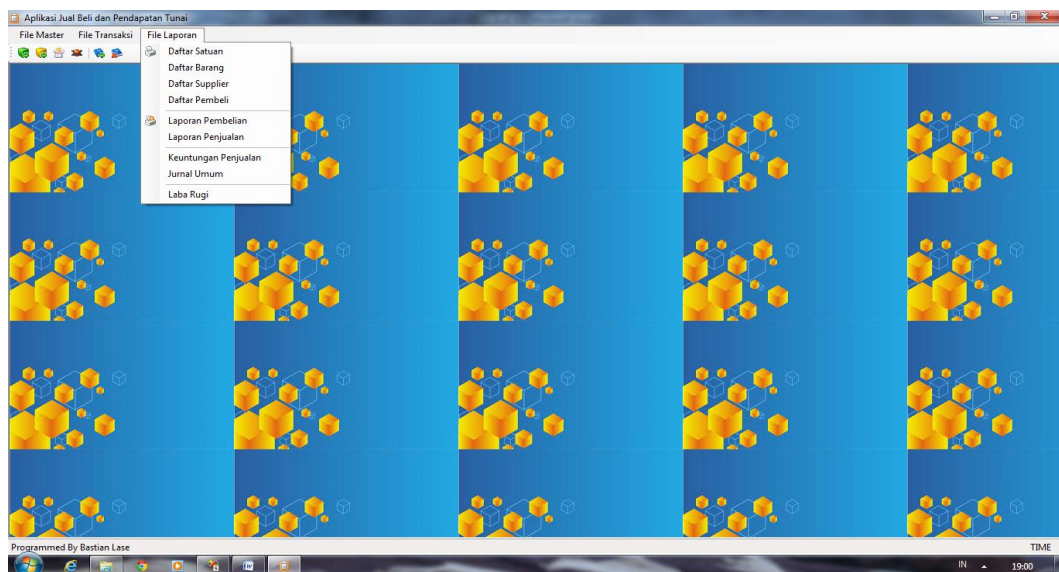 Aplikasi Jual Beli dan Pendapatan Tunai
File Master File Transaksi File Laporan
Daftar Satuan
Daftar Barang
Daftar Supplier
Daftar Pembeli
Laporan Pembelian
Laporan Penjualan
Keuntungan Penjualan
Jurnal Umum
Laba Rugi
Programmed By Bastian Lase TIME
IN 19:00